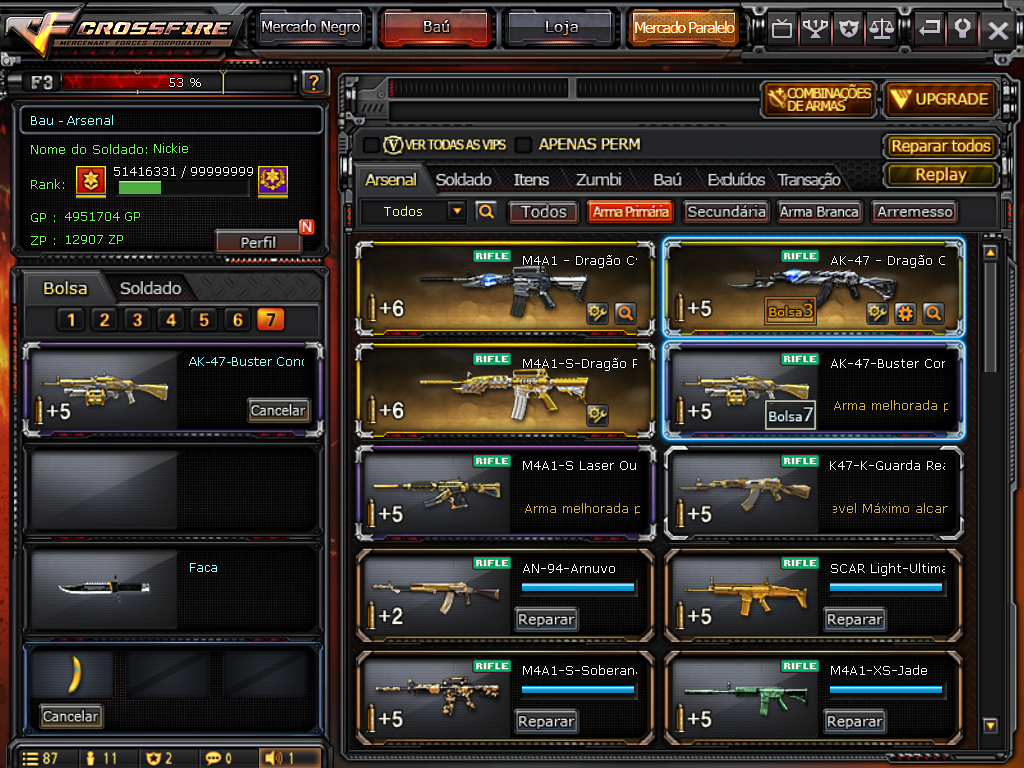 CROSSFIRE
MERCENARY FORCES CORPORATION
Mercado Negro
Baú
Loja
Mercado Paralelo
F3
53 %
?
COMBINAÇÕES
DE ARMAS
UPGRADE
Bau - Arsenal
Nome do Soldado: Nickie
Rank:
51416331 / 99999999
GP : 4951704 GP
ZP : 12907 ZP
N
Perfil
VER TODAS AS VIPS
APENAS PERM
Reparar todos
Replay
Arsenal Soldado Itens Zumbi Baú Exduídos Transação
Todos
Todos Arma Primária Secundária Arma Branca Arremesso
Bolsa Soldado
1 2 3 4 5 6 7
AK-47-Buster Con
+5
Cancelar
Faca
Cancelar
87 11 2 0 1
RIFLE M4A1 - Dragão C
+6
RIFLE AK-47 - Dragão C
+5
Bolsa3
RIFLE M4A1-S-Dragão
+6
RIFLE AK-47-Buster Cor
+5
Bolsa7
Arma melhorada p
RIFLE M4A1-S Laser Ou
+5
Arma melhorada p
RIFLE K47-K-Guarda Rea
+5
evel Máximo alcan
RIFLE AN-94-Arnuvo
+2
Reparar
RIFLE SCAR Light-Ultima
+5
Reparar
RIFLE M4A1-S-Soberan
+5
Reparar
RIFLE M4A1-XS-Jade
+5
Reparar